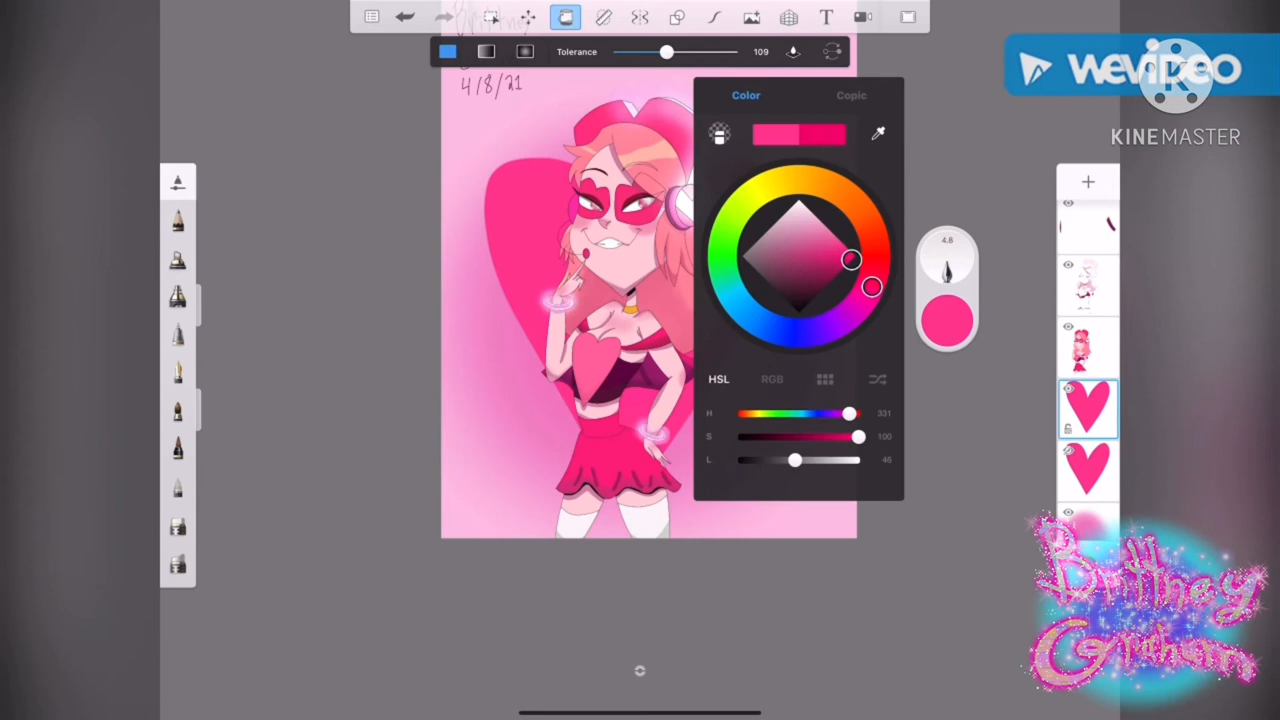 4/8/21
Tolerance 109
wevideo
K
KINEMASTER
Color Copic
4.8
HSL RGB
H 331
S 100
L 46
T
Brittney
Graham